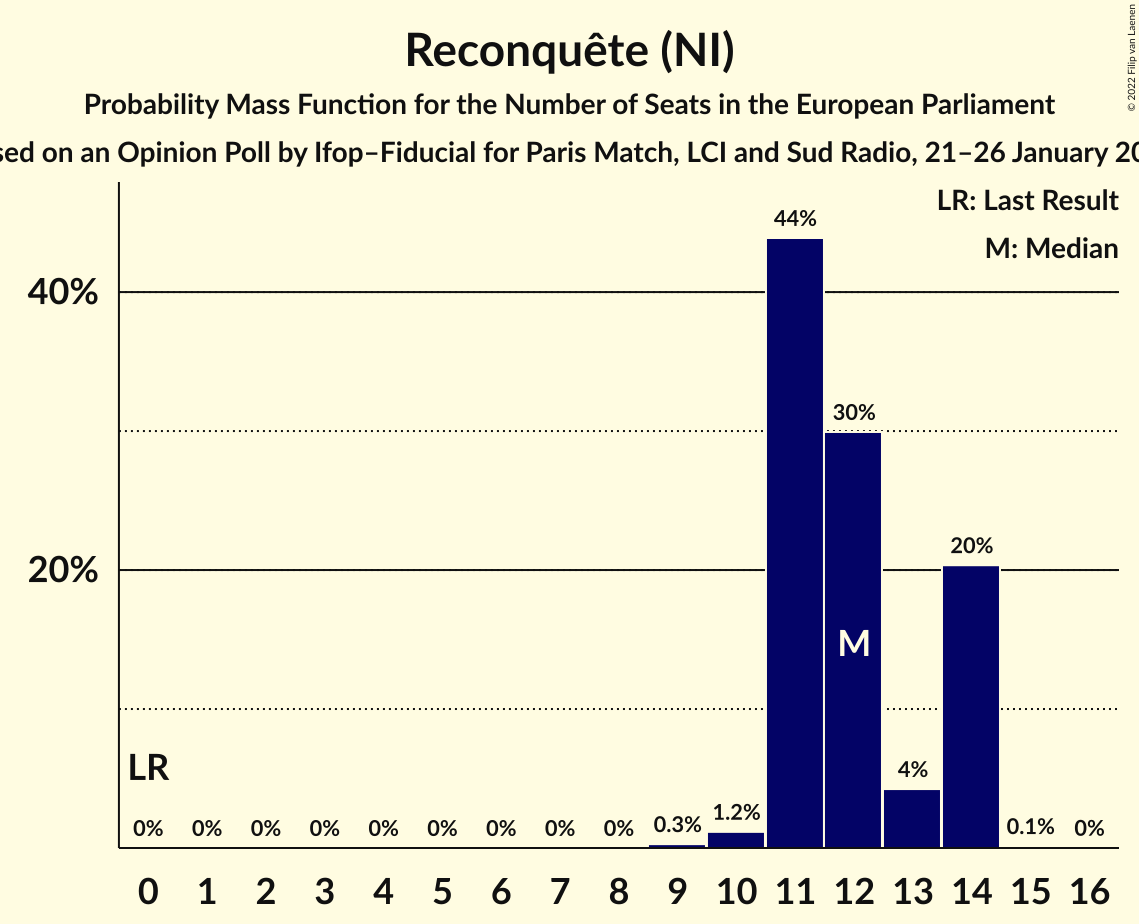 Reconquête (NI)
Probability Mass Function for the Number of Seats in the European Parliament
on an Opinion Poll by Ifop–Fiducial for Paris Match, LCI and Sud Radio, 21–26 January
© 2022 Filip van Laenen
LR: Last Result
M: Median
44%
40%
30%
20%
20%
M
LR
4%
0% 0% 0% 0% 0% 0% 0% 0% 0% 0.3% 1.2% 0.1% 0%
0 1 2 3 4 5 6 7 8 9 10 11 12 13 14 15 16